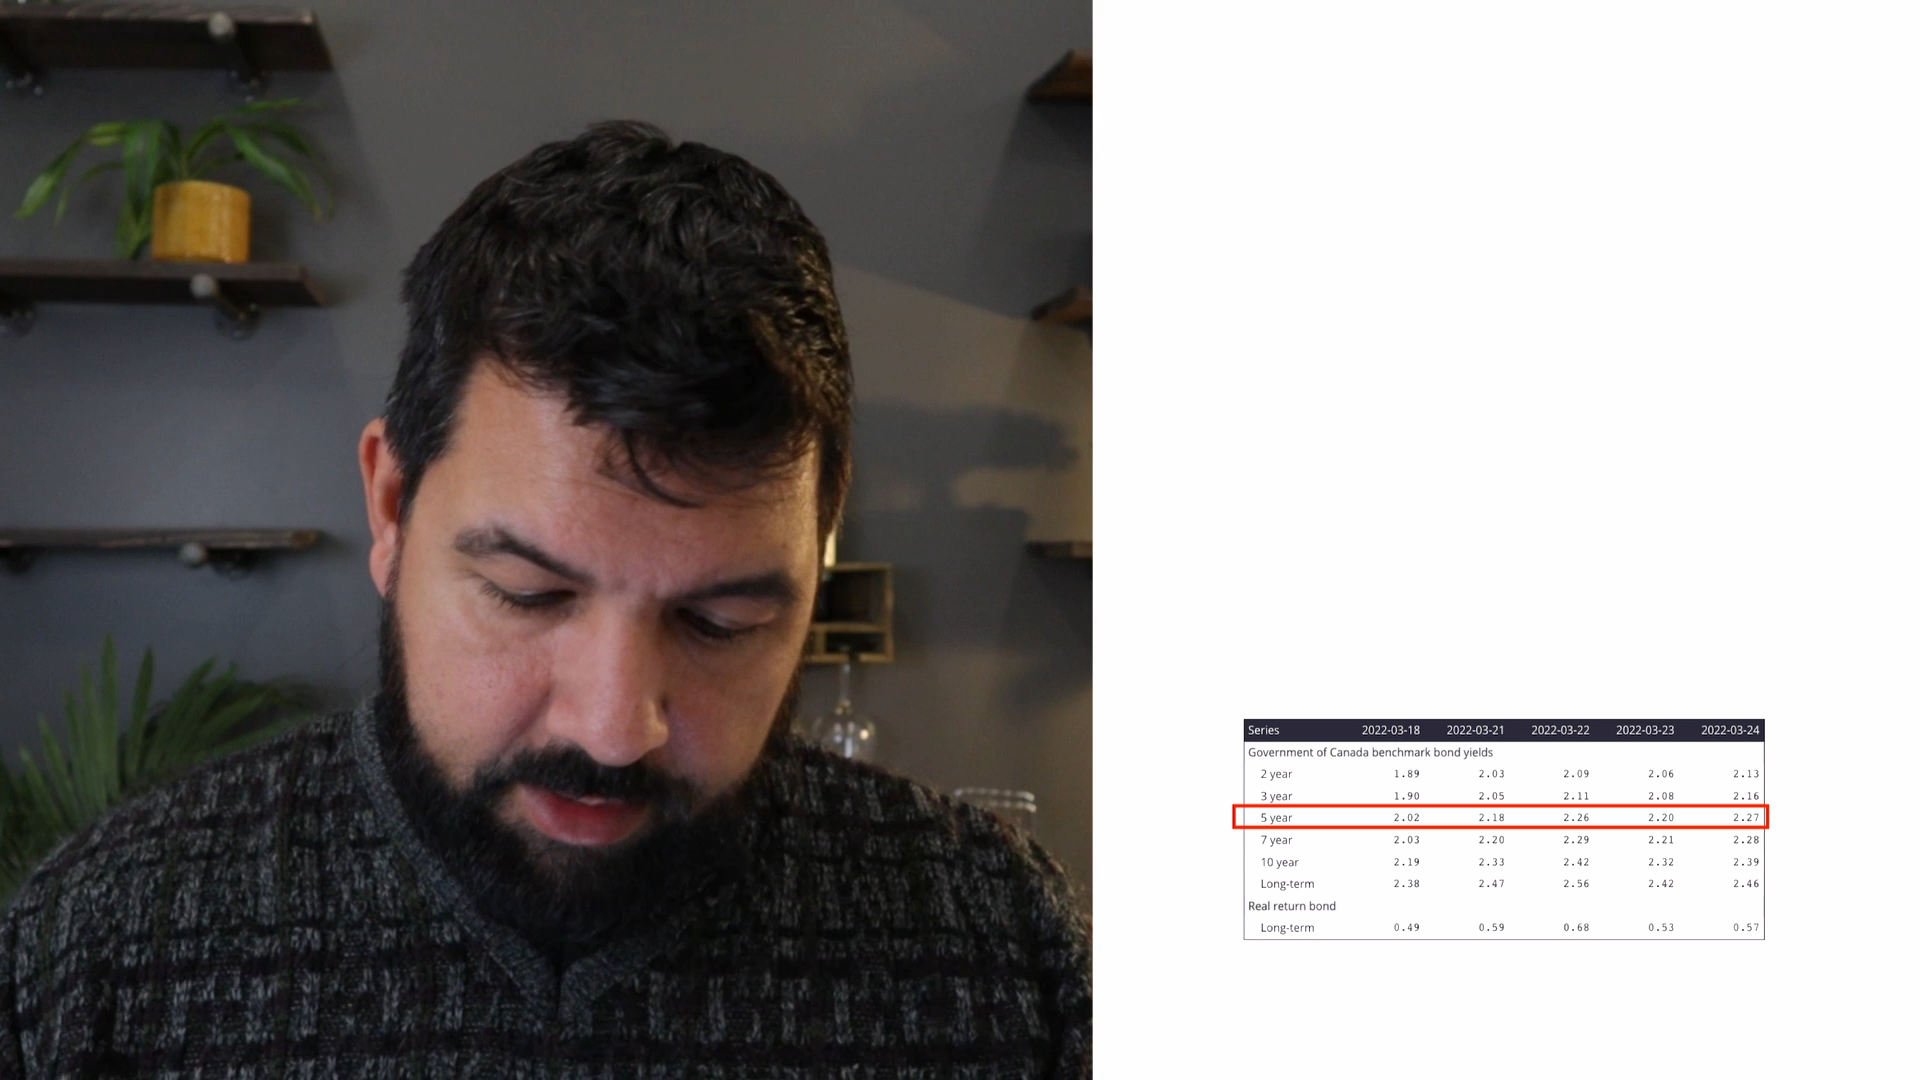 Series 2022-03-18 2022-03-21 2022-03-22 2022-03-23 2022-03-24
Government of Canada benchmark bond yields
2 year 1.89 2.03 2.09 2.06 2.13
3 year 1.90 2.05 2.11 2.08 2.16
5 year 2.02 2.18 2.26 2.20 2.27
7 year 2.03 2.20 2.29 2.21 2.28
10 year 2.19 2.33 2.42 2.32 2.39
Long-term 2.38 2.47 2.56 2.42 2.46
Real return bond
Long-term 0.49 0.59 0.68 0.53 0.57